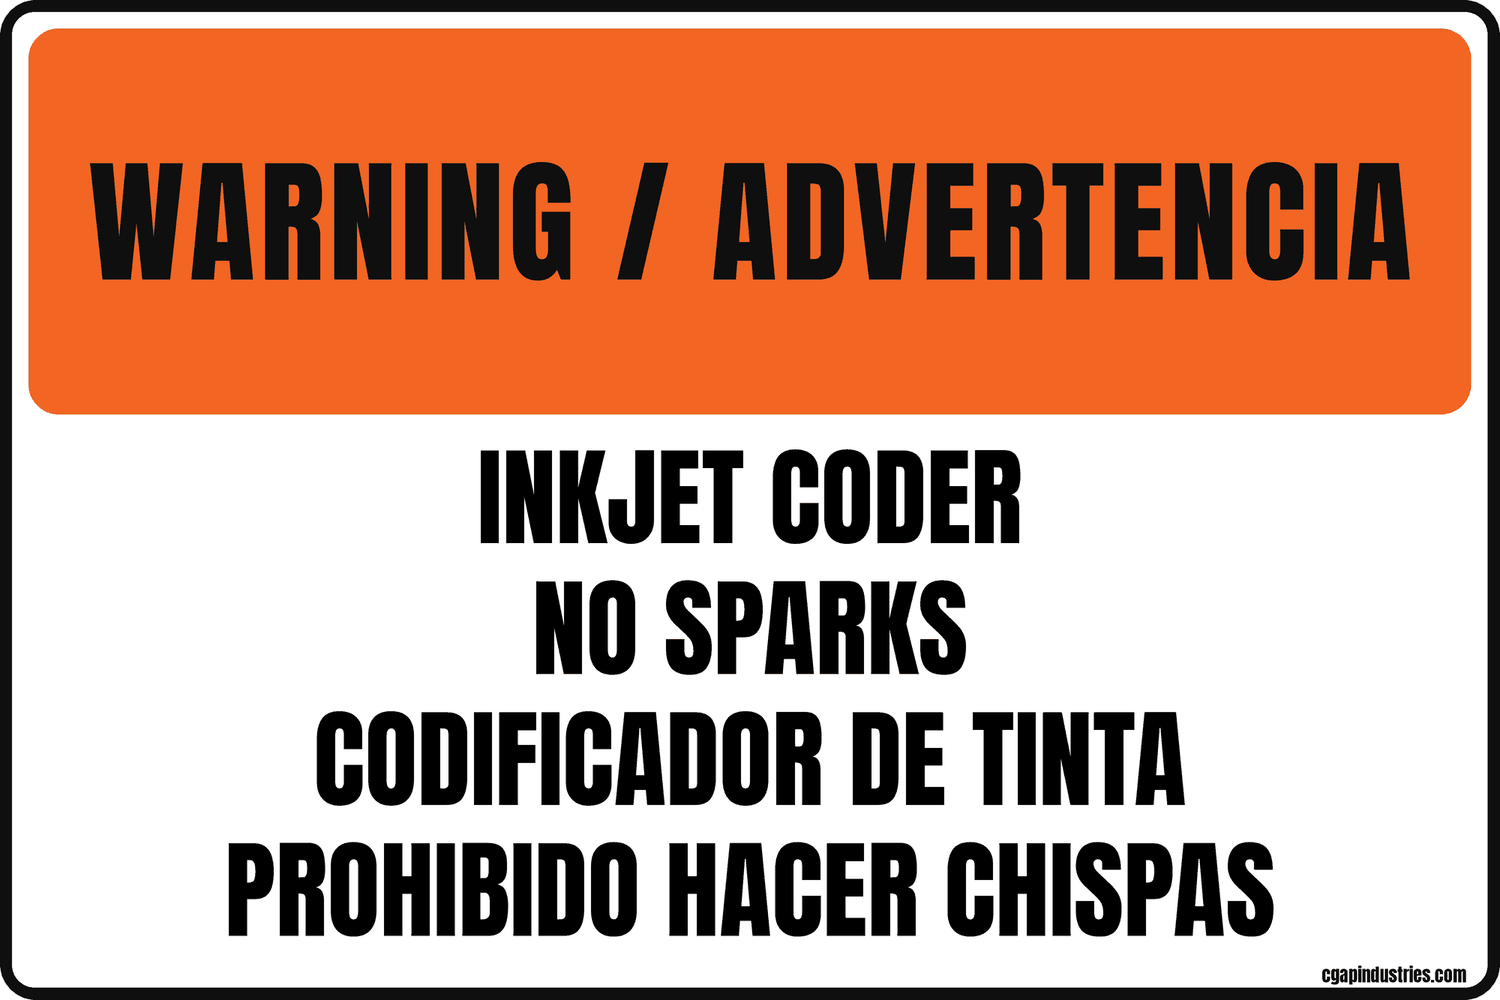 WARNING / ADVERTENCIA
INKJET CODER
NO SPARKS
CODIFICADOR DE TINTA
PROHIBIDO HACER CHISPAS
cgapindustries.com